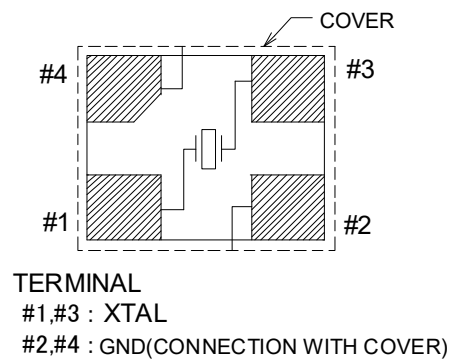 COVER
#4
#3
#1
#2
TERMINAL
#1,#3 : XTAL
#2,#4 : GND(CONNECTION WITH COVER)